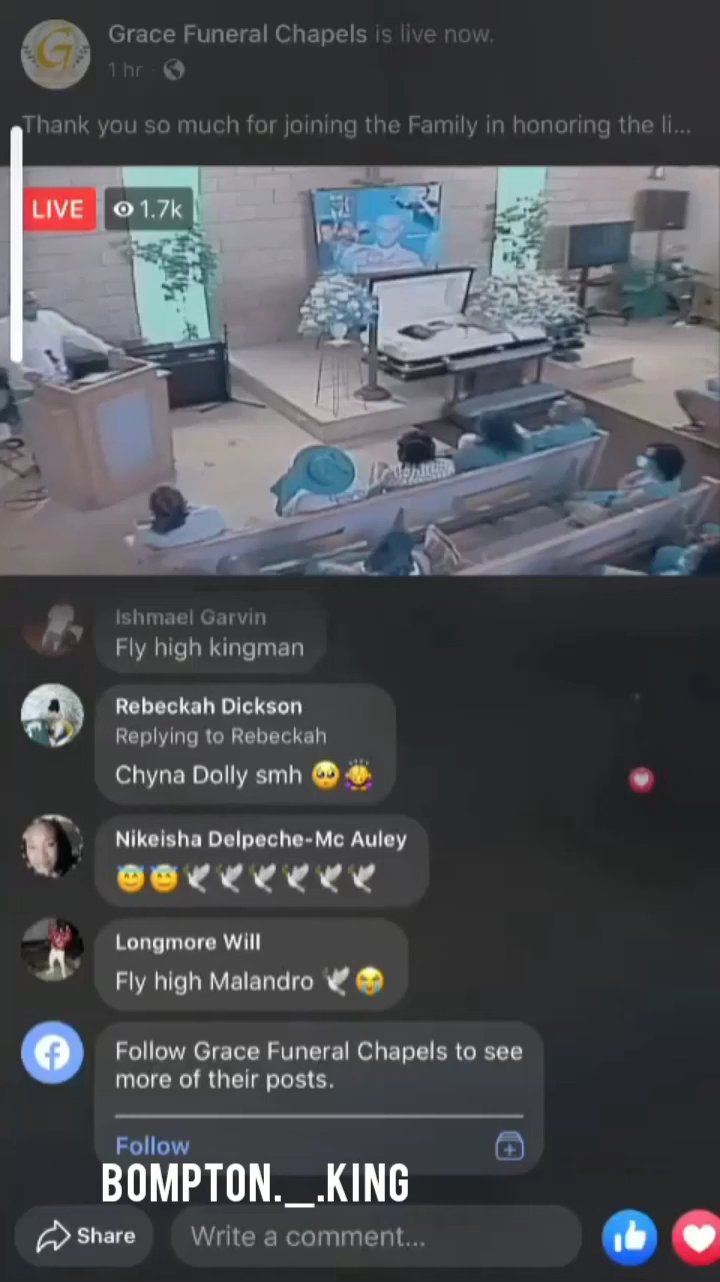 Grace Funeral Chapels is live now.
1 hr
Thank you so much for joining the Family in honoring the li...
LIVE 1.7k
Ishmael Garvin
Fly high kingman
Rebeckah Dickson
Replying to Rebeckah
Chyna Dolly smh 🥺🙇
Nikeisha Delpeche-Mc Auley
😇😇🕊🕊🕊🕊🕊🕊
Longmore Will
Fly high Malandro 🕊😭
Follow Grace Funeral Chapels to see
more of their posts.
Follow
BOMPTON._.KING
Share
Write a comment...